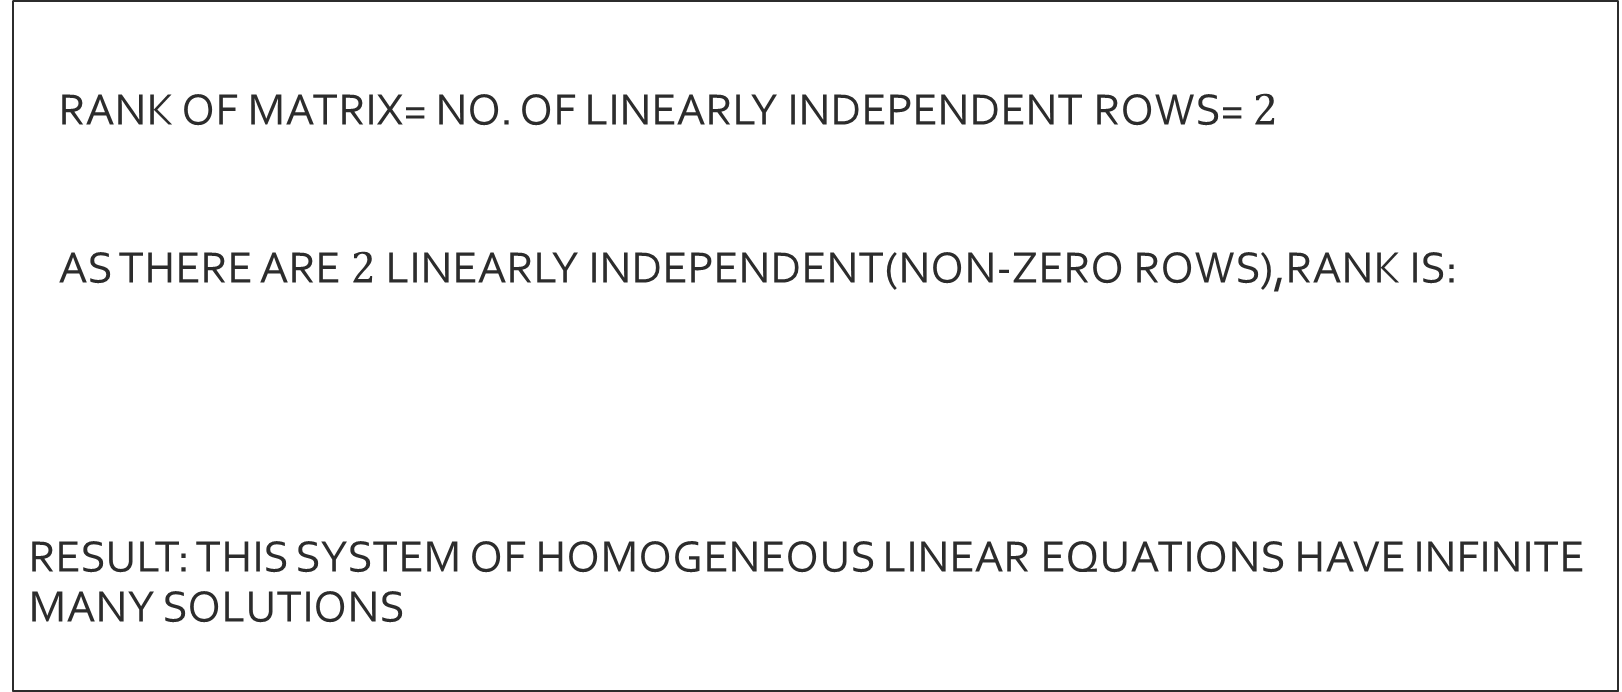 RANK OF MATRIX= NO. OF LINEARLY INDEPENDENT ROWS= 2
AS THERE ARE 2 LINEARLY INDEPENDENT(NON-ZERO ROWS),RANK IS:
RESULT: THIS SYSTEM OF HOMOGENEOUS LINEAR EQUATIONS HAVE INFINITE
MANY SOLUTIONS